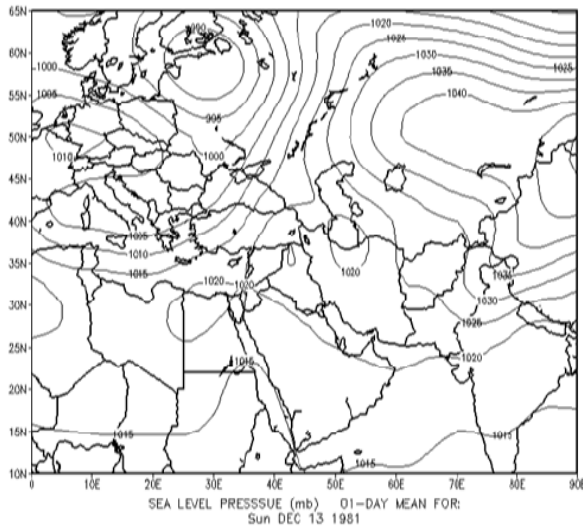 65N
60N
55N
50N
45N
40N
35N
30N
25N
20N
15N
10N
990
1020
1025
1030
1035
1040
1025
1000
1005
995
1010
1000
1005
1010
1015
1020
1020
1020
1035
1030
1025
1020
1015
1015
1015
1015
0 10E 20E 30E 40E 50E 60E 70E 80E 90E
SEA LEVEL PRESSSUE (mb) 01-DAY MEAN FOR:
Sun DEC 13 1981